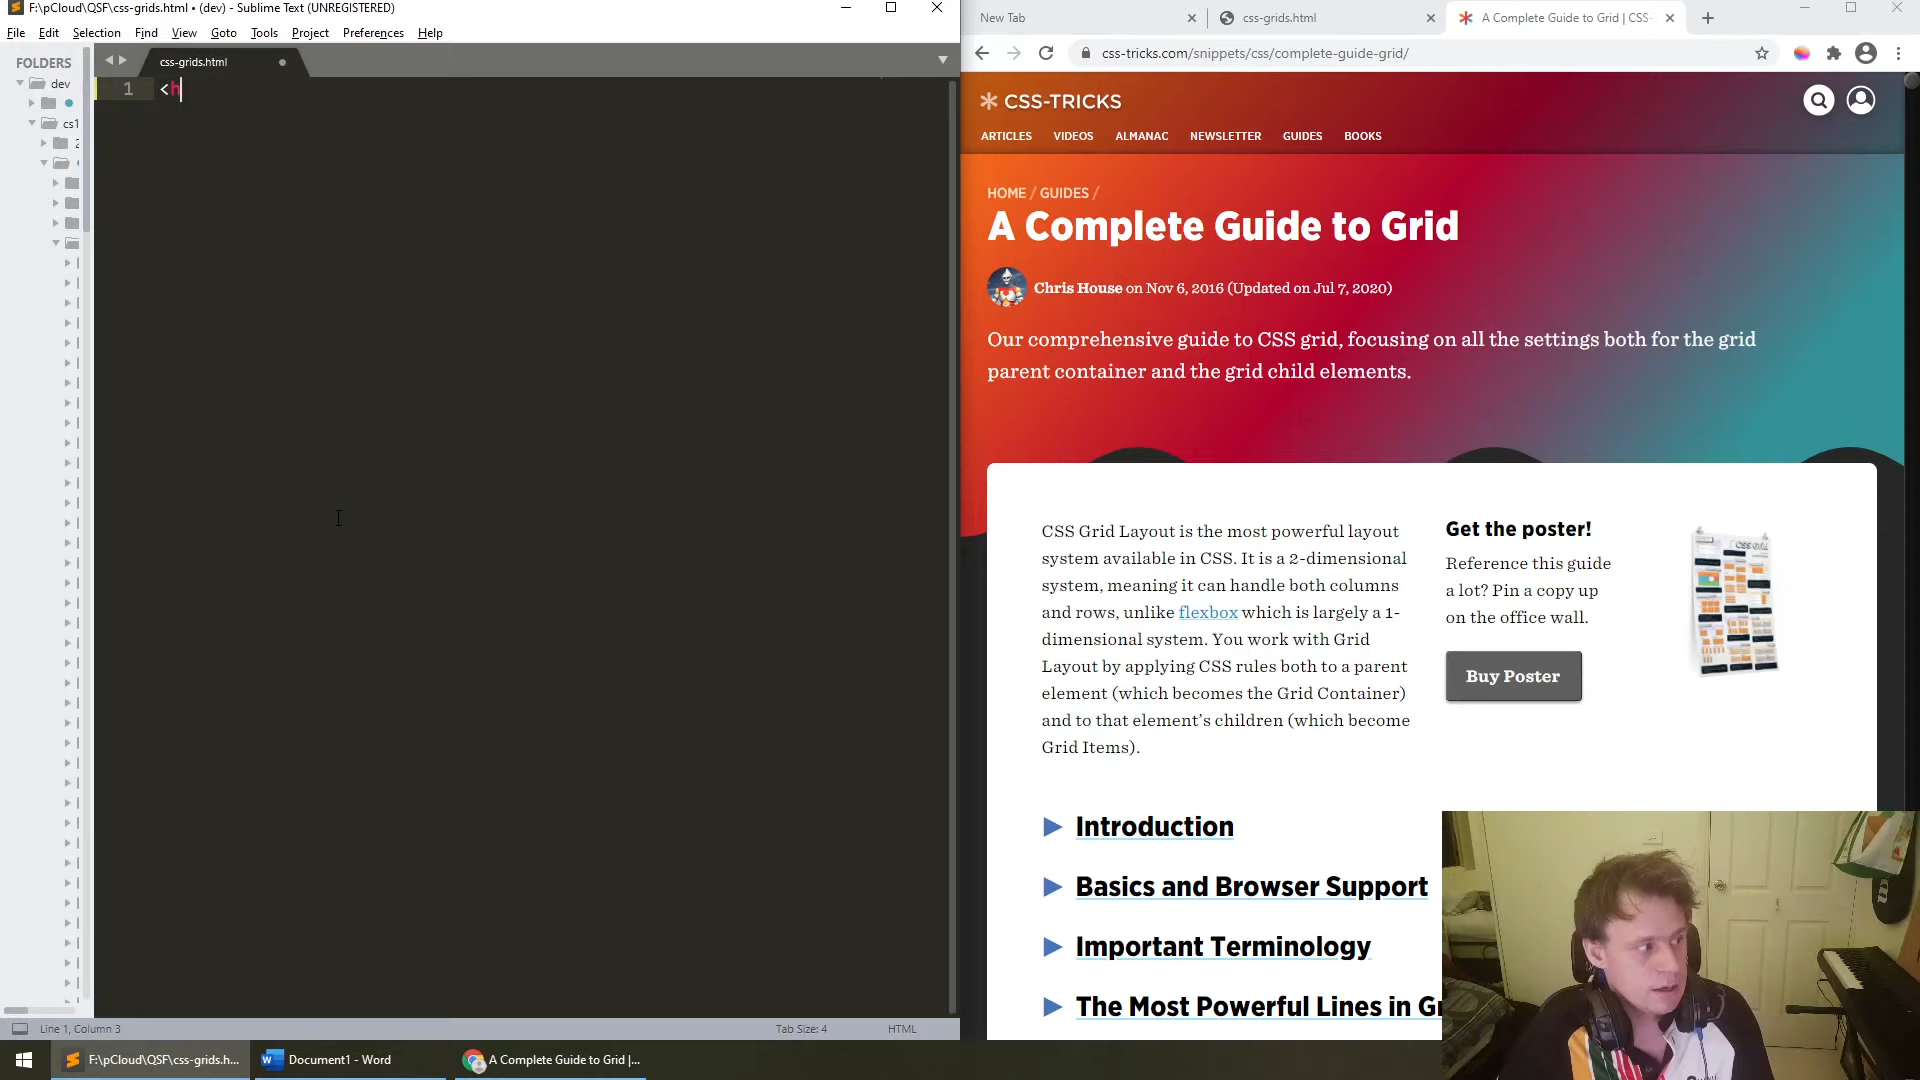 F:\pCloud\QSF\css-grids.html • (dev) - Sublime Text (UNREGISTERED)
File Edit Selection Find View Goto Tools Project Preferences Help
FOLDERS
dev
cs1
css-grids.html
1 <h
Line 1, Column 3
Tab Size: 4
HTML
New Tab
css-grids.html
A Complete Guide to Grid | CSS-
css-tricks.com/snippets/css/complete-guide-grid/
CSS-TRICKS
ARTICLES VIDEOS ALMANAC NEWSLETTER GUIDES BOOKS
HOME / GUIDES /
A Complete Guide to Grid
Chris House on Nov 6, 2016 (Updated on Jul 7, 2020)
Our comprehensive guide to CSS grid, focusing on all the settings both for the grid
parent container and the grid child elements.
CSS Grid Layout is the most powerful layout
system available in CSS. It is a 2-dimensional
system, meaning it can handle both columns
and rows, unlike flexbox which is largely a 1-
dimensional system. You work with Grid
Layout by applying CSS rules both to a parent
element (which becomes the Grid Container)
and to that element's children (which become
Grid Items).
Get the poster!
Reference this guide
a lot? Pin a copy up
on the office wall.
Buy Poster
CSS Grid
Introduction
Basics and Browser Support
Important Terminology
The Most Powerful Lines in Gr
F:\pCloud\QSF\css-grids.h...
Document1 - Word
A Complete Guide to Grid |...